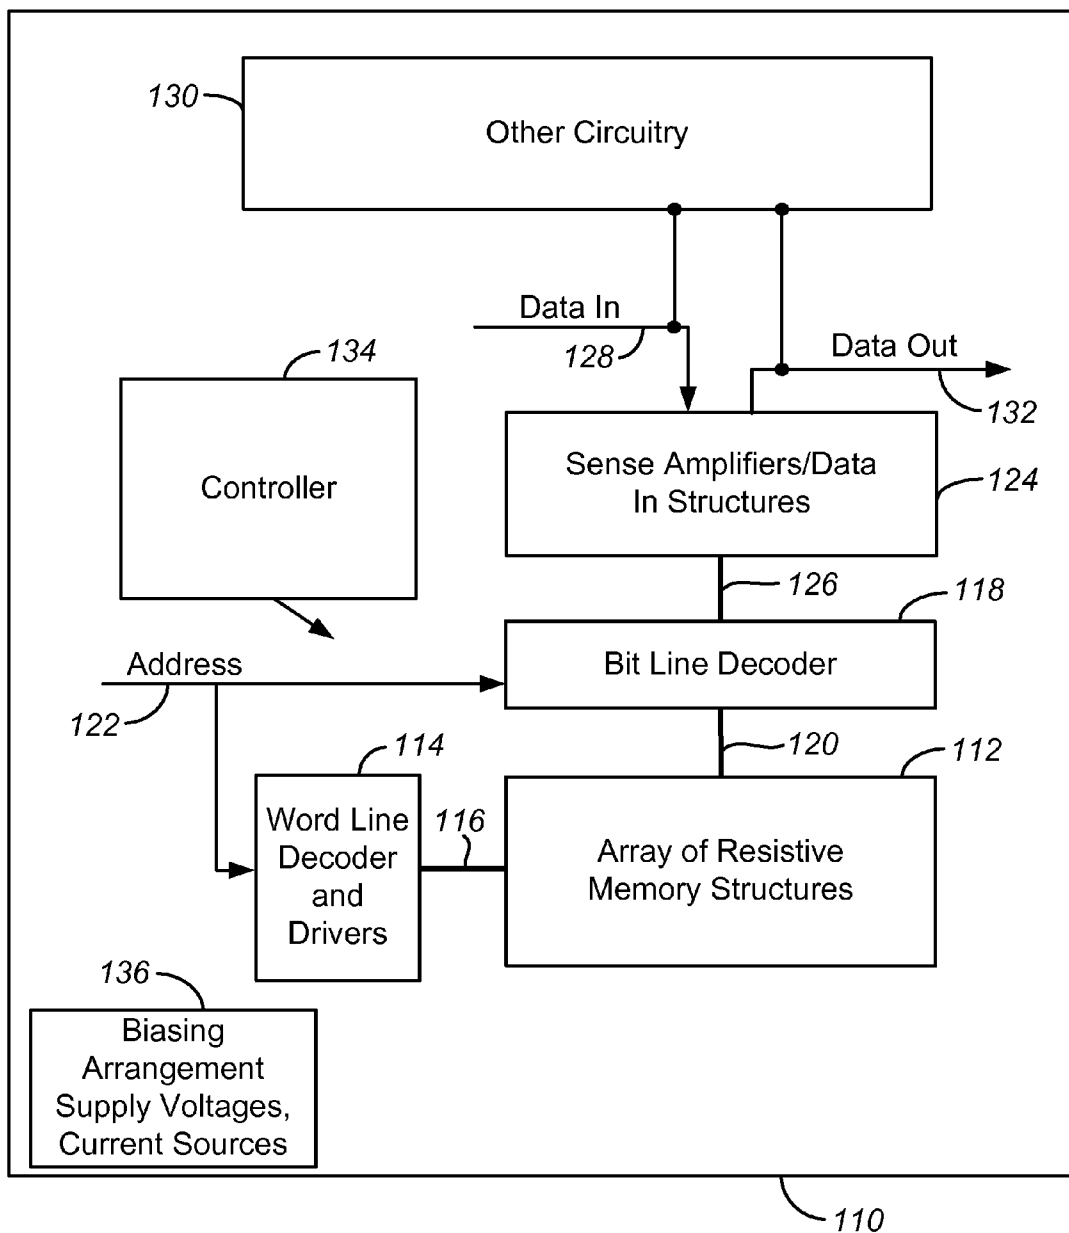 130
Other Circuitry
Data In
128
Data Out
132
134
Controller
Sense Amplifiers/Data
In Structures
124
126
118
Bit Line Decoder
Address
122
120
114
112
Word Line
Decoder
and
Drivers
116
Array of Resistive
Memory Structures
136
Biasing
Arrangement
Supply Voltages,
Current Sources
110